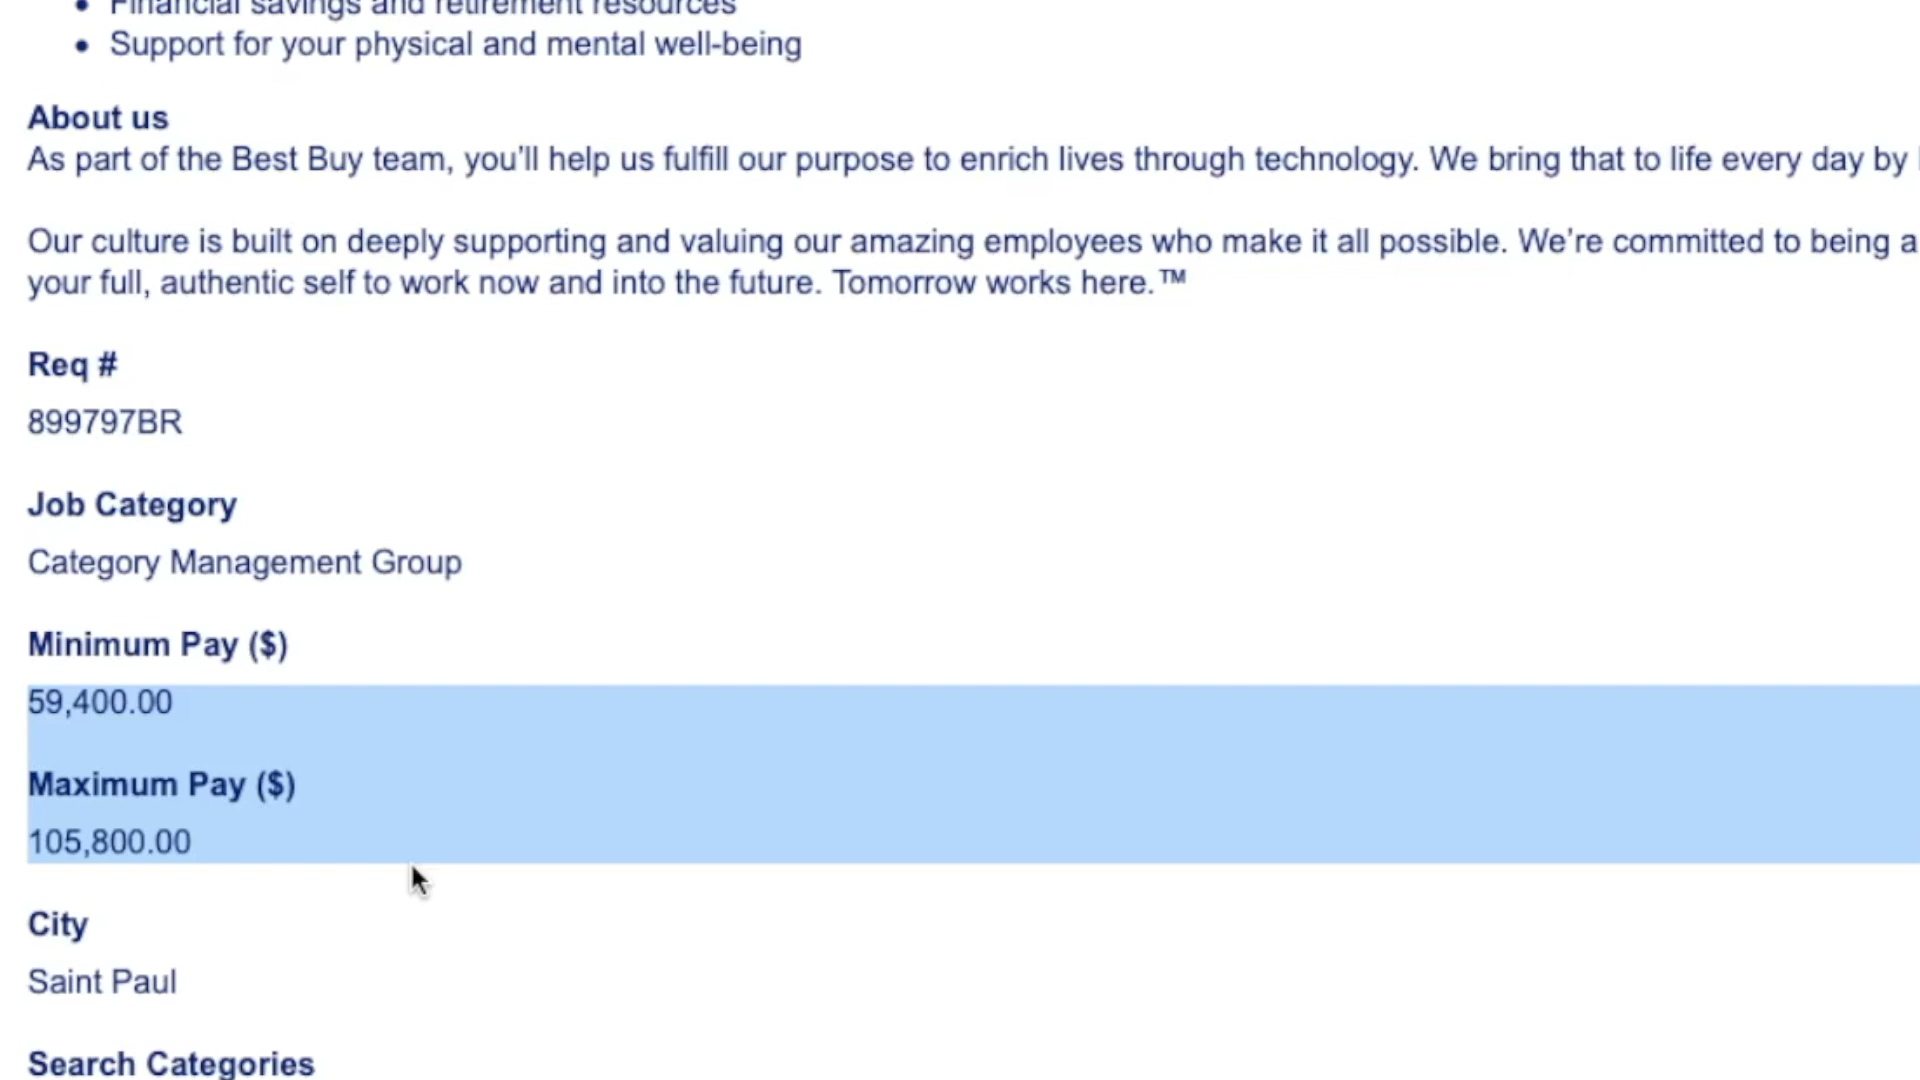 Financial savings and retirement resources
Support for your physical and mental well-being
About us
As part of the Best Buy team, you’ll help us fulfill our purpose to enrich lives through technology. We bring that to life every day by
Our culture is built on deeply supporting and valuing our amazing employees who make it all possible. We’re committed to being a
your full, authentic self to work now and into the future. Tomorrow works here.™
Req #
899797BR
Job Category
Category Management Group
Minimum Pay ($)
59,400.00
Maximum Pay ($)
105,800.00
City
Saint Paul
Search Categories